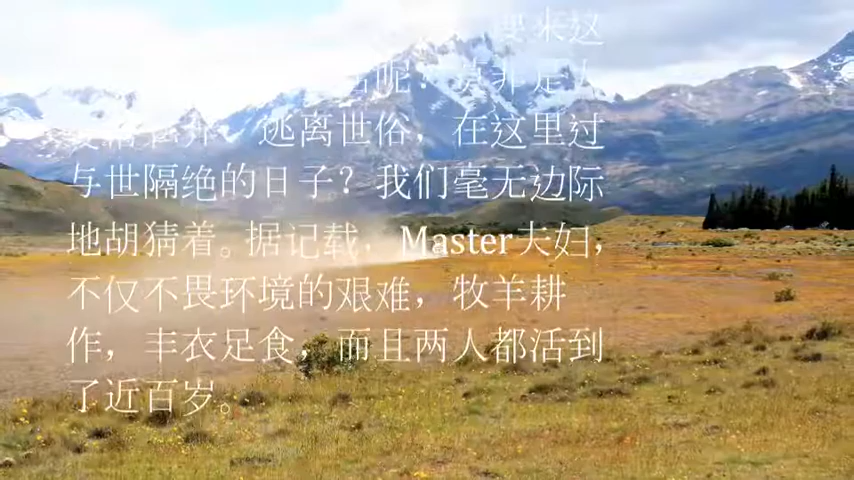 要来这
呢？莫非是人
逃离世俗，在这里过
与世隔绝的日子？我们毫无边际
地胡猜着。据记载，Master夫妇，
不仅不畏环境的艰难，牧羊耕
作，丰衣足食，而且两人都活到
了近百岁。